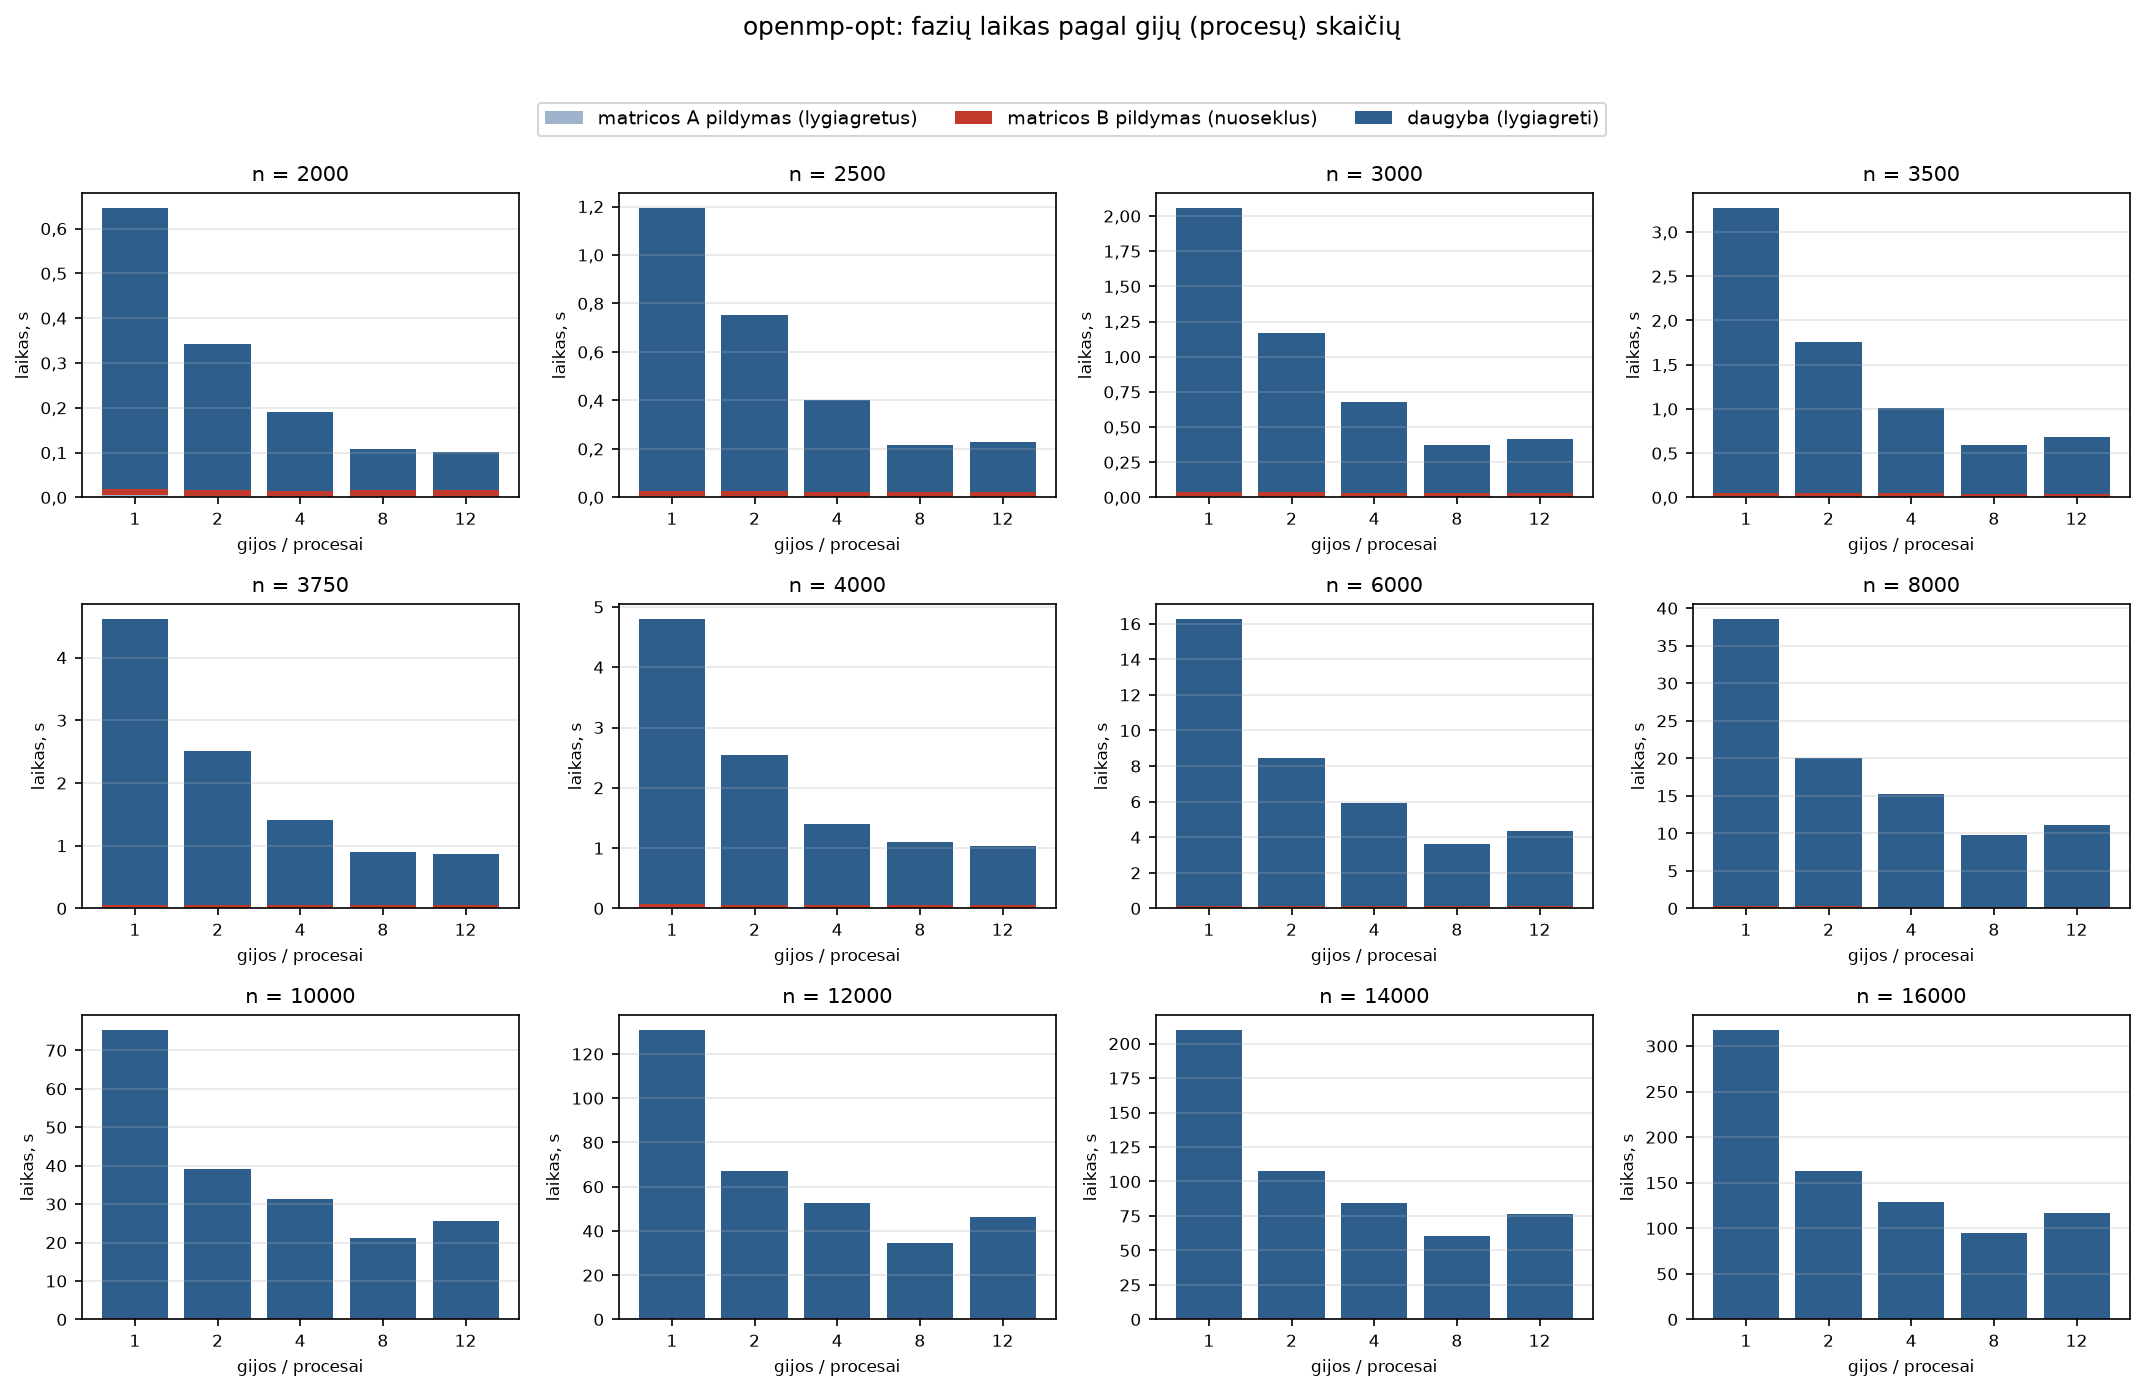 openmp-opt: fazių laikas pagal gijų (procesų) skaičių
matricos A pildymas (lygiagretus) matricos B pildymas (nuoseklus) daugyba (lygiagreti)
n = 2000
laikas, s
0,6
0,5
0,4
0,3
0,2
0,1
0,0
1 2 4 8 12
gijos / procesai
n = 2500
laikas, s
1,2
1,0
0,8
0,6
0,4
0,2
0,0
1 2 4 8 12
gijos / procesai
n = 3000
laikas, s
2,00
1,75
1,50
1,25
1,00
0,75
0,50
0,25
0,00
1 2 4 8 12
gijos / procesai
n = 3500
laikas, s
3,0
2,5
2,0
1,5
1,0
0,5
0,0
1 2 4 8 12
gijos / procesai
n = 3750
laikas, s
4
3
2
1
0
1 2 4 8 12
gijos / procesai
n = 4000
laikas, s
5
4
3
2
1
0
1 2 4 8 12
gijos / procesai
n = 6000
laikas, s
16
14
12
10
8
6
4
2
0
1 2 4 8 12
gijos / procesai
n = 8000
laikas, s
40
35
30
25
20
15
10
5
0
1 2 4 8 12
gijos / procesai
n = 10000
laikas, s
70
60
50
40
30
20
10
0
1 2 4 8 12
gijos / procesai
n = 12000
laikas, s
120
100
80
60
40
20
0
1 2 4 8 12
gijos / procesai
n = 14000
laikas, s
200
175
150
125
100
75
50
25
0
1 2 4 8 12
gijos / procesai
n = 16000
laikas, s
300
250
200
150
100
50
0
1 2 4 8 12
gijos / procesai